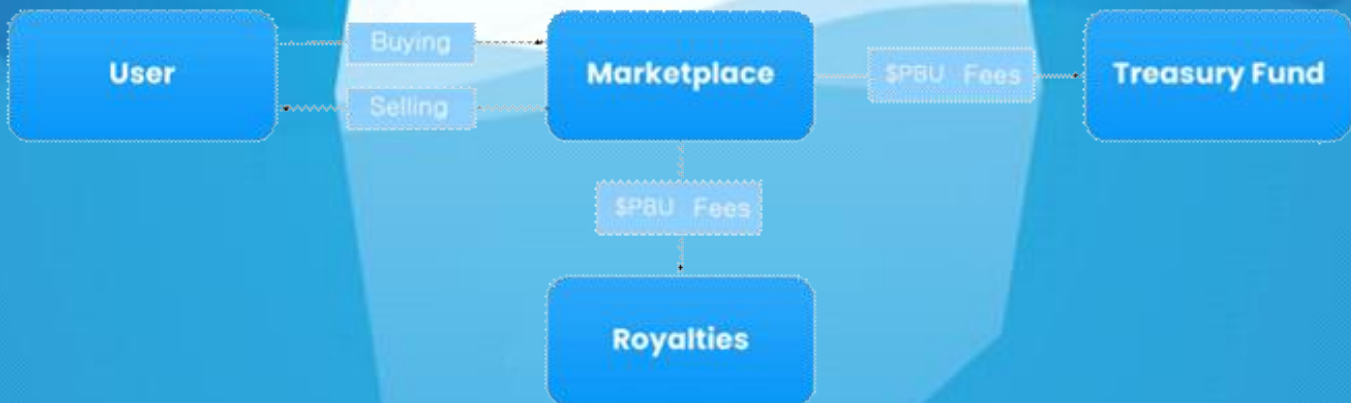 User
Buying
Selling
Marketplace
$PBU Fees
Treasury Fund
$PBU Fees
Royalties